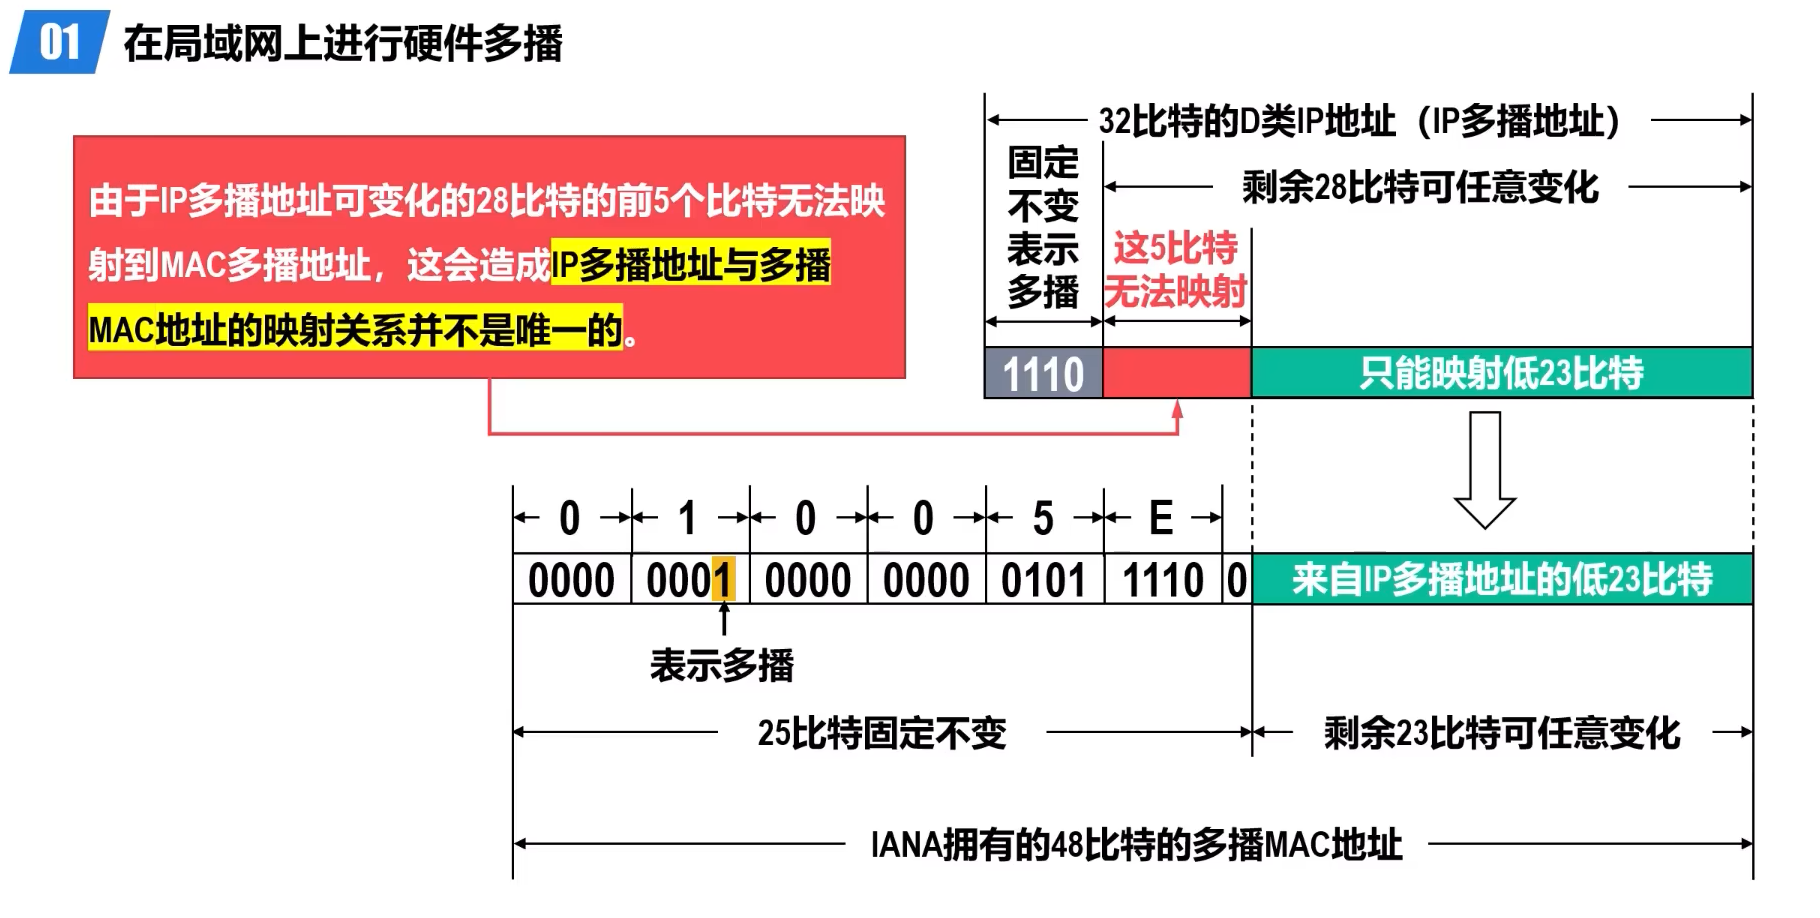 01 在局域网上进行硬件多播
由于IP多播地址可变化的28比特的前5个比特无法映
射到MAC多播地址，这会造成IP多播地址与多播
MAC地址的映射关系并不是唯一的。
32比特的D类IP地址（IP多播地址）
固定
不变
表示
多播
剩余28比特可任意变化
这5比特
无法映射
1110
只能映射低23比特
0 1 0 0 5 E
0000 0001 0000 0000 0101 1110 0 来自IP多播地址的低23比特
表示多播
25比特固定不变
剩余23比特可任意变化
IANA拥有的48比特的多播MAC地址